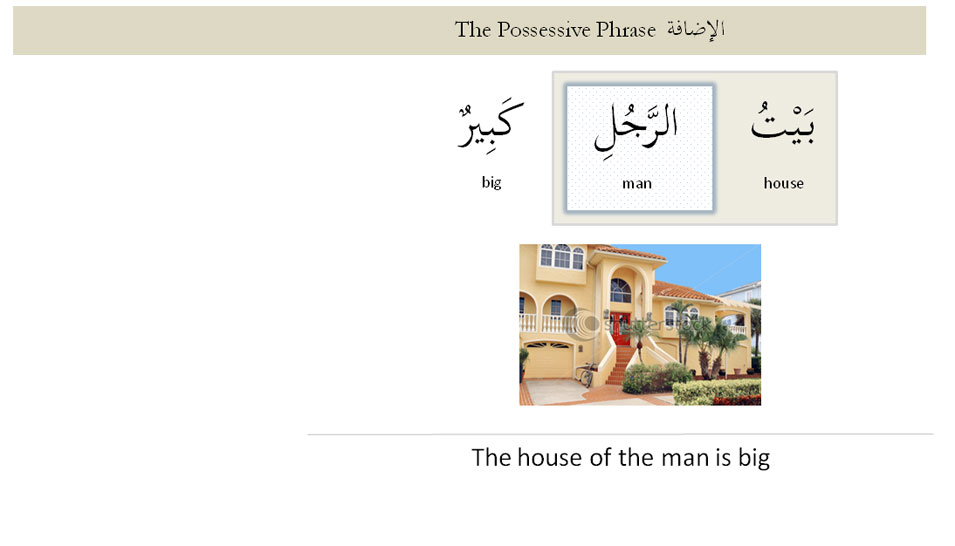 The Possessive Phrase الإضافة
بَيْتُ الرَّجُلِ كَبِيرٌ
house man big
shutterstock
The house of the man is big